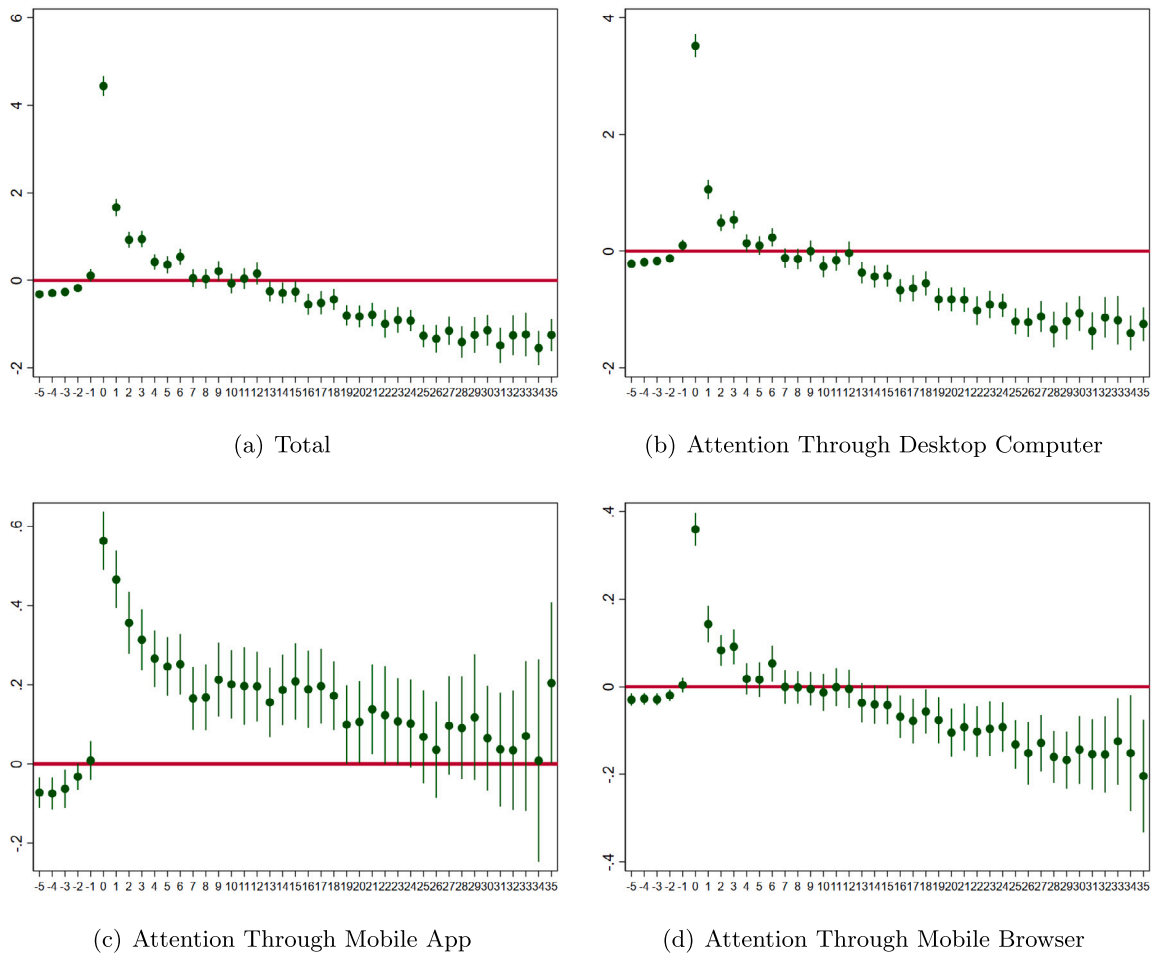 6
4
2
0
-2
-5 -4 -3 -2 -1 0 1 2 3 4 5 6 7 8 9 10 11 12 13 14 15 16 17 18 19 20 21 22 23 24 25 26 27 28 29 30 31 32 33 34 35
(a) Total
4
2
0
-2
-5 -4 -3 -2 -1 0 1 2 3 4 5 6 7 8 9 10 11 12 13 14 15 16 17 18 19 20 21 22 23 24 25 26 27 28 29 30 31 32 33 34 35
(b) Attention Through Desktop Computer
.6
.4
.2
0
-.2
-5 -4 -3 -2 -1 0 1 2 3 4 5 6 7 8 9 10 11 12 13 14 15 16 17 18 19 20 21 22 23 24 25 26 27 28 29 30 31 32 33 34 35
(c) Attention Through Mobile App
.4
.2
0
-.2
-.4
-5 -4 -3 -2 -1 0 1 2 3 4 5 6 7 8 9 10 11 12 13 14 15 16 17 18 19 20 21 22 23 24 25 26 27 28 29 30 31 32 33 34 35
(d) Attention Through Mobile Browser